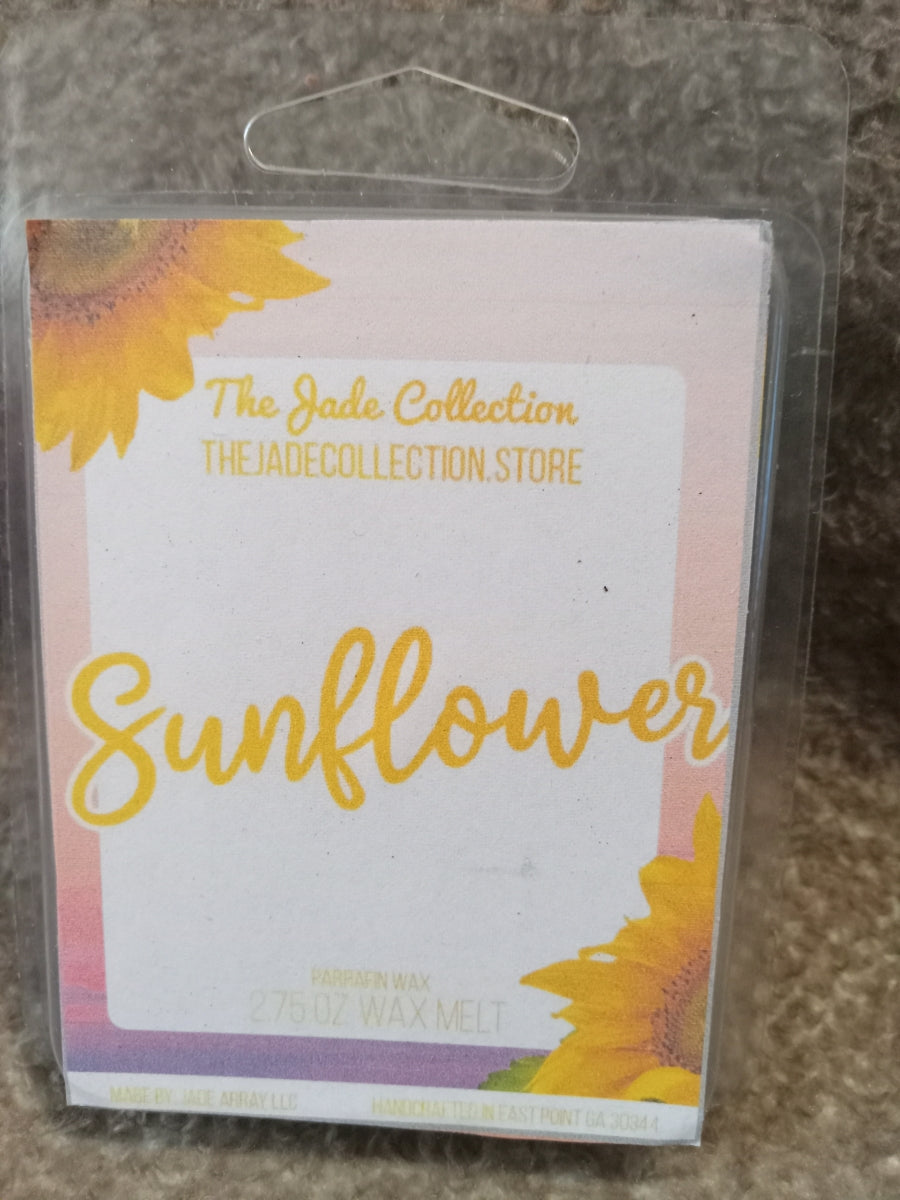 The Jade Collection
THEJADECOLLECTION.STORE
Sunflower
PARRAFIN WAX
2.75 OZ WAX MELT
MADE BY: JADE ARRAY LLC
HANDCRAFTED IN EAST POINT GA 30344